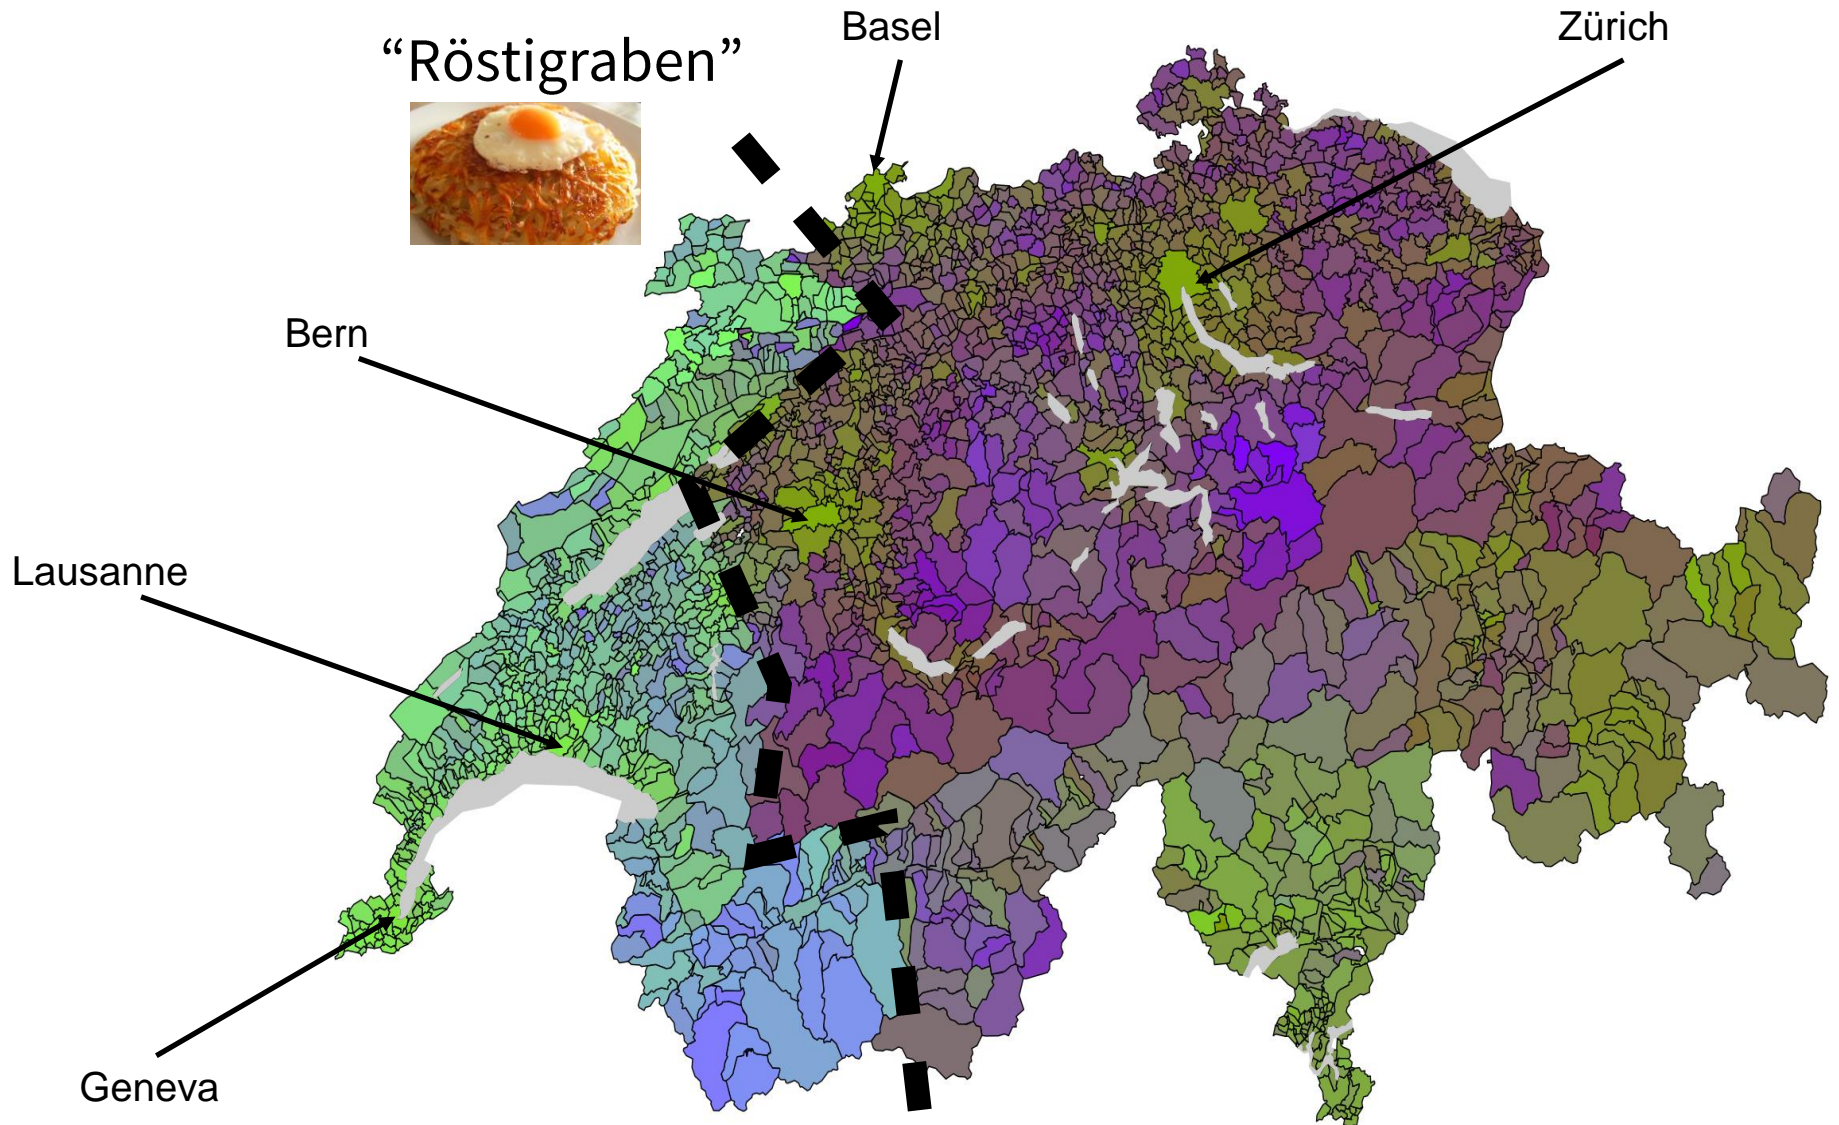 “Röstigraben”
Basel
Zürich
Bern
Lausanne
Geneva